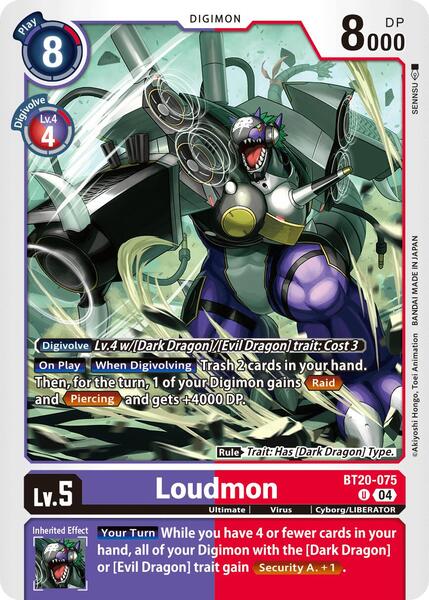 DIGIMON
Play
8
8000
DP
Digivolve
Lv.4
4
SENNSU
BANDAI MADE IN JAPAN
©Akiyoshi Hongo, Toei Animation
Digivolve Lv.4 w/[Dark Dragon]/[Evil Dragon] trait: Cost 3
On Play When Digivolving Trash 2 cards in your hand.
Then, for the turn, 1 of your Digimon gains Raid
and Piercing and gets +4000 DP.
Rule Trait: Has [Dark Dragon] Type.
Lv.5
Loudmon
BT20-075
U 04
Ultimate | Virus | Cyborg/LIBERATOR
Inherited Effect
Your Turn While you have 4 or fewer cards in your
hand, all of your Digimon with the [Dark Dragon]
or [Evil Dragon] trait gain Security A. +1.